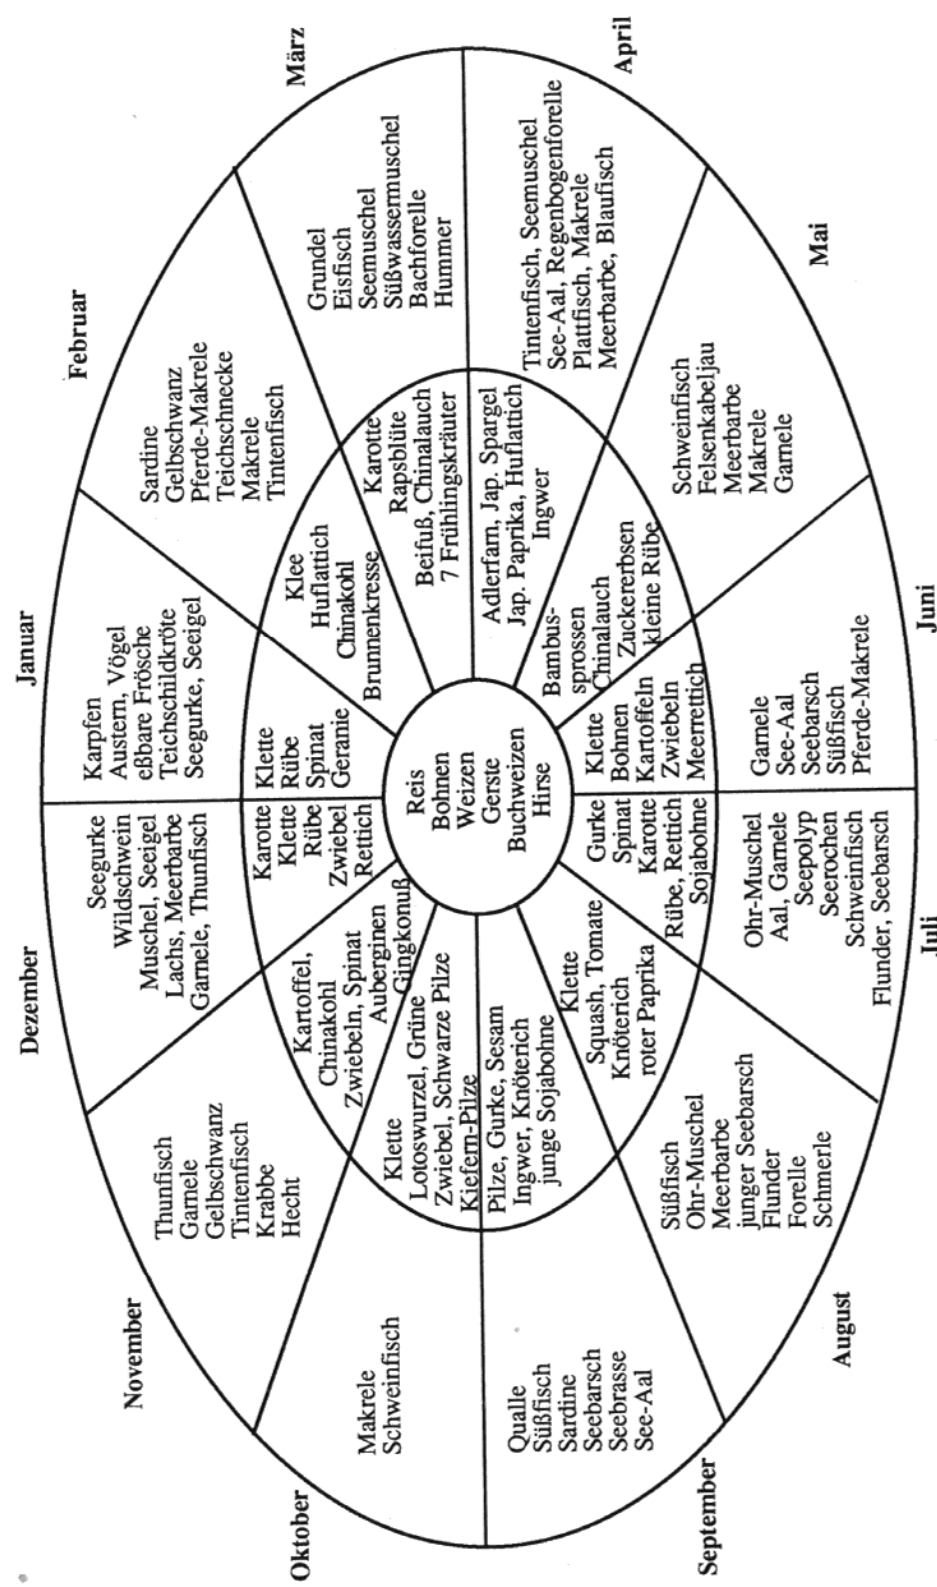 Januar
Karpfen
Austern, Vögel
eßbare Frösche
Teichschildkröte
Seegurke, Seeigel
Klette
Rübe
Spinat
Geranie
Februar
Sardine
Gelbschwanz
Pferde-Makrele
Teichschnecke
Makrele
Tintenfisch
Klee
Huflattich
Chinakohl
Brunnenkresse
März
Grundel
Eisfisch
Seemuschel
Süßwassermuschel
Bachforelle
Hummer
Karotte
Rapsblüte
Beifuß, Chinalauch
7 Frühlingskräuter
April
Tintenfisch, Seemuschel
See-Aal, Regenbogenforelle
Plattfisch, Makrele
Meerbarbe, Blaufisch
Adlerfarn, Jap. Spargel
Jap. Paprika, Huflattich
Ingwer
Mai
Schweinfisch
Felsenkabeljau
Meerbarbe
Makrele
Garnele
Bambus-
sprossen
Chinalauch
Zuckererbsen
kleine Rübe
Juni
Garnele
See-Aal
Seebarsch
Süßfisch
Pferde-Makrele
Klette
Bohnen
Kartoffeln
Zwiebeln
Meerrettich
Juli
Ohr-Muschel
Aal, Garnele
Seepolyp
Seerochen
Schweinfisch
Flunder, Seebarsch
Gurke
Spinat
Karotte
Rübe, Rettich
Sojabohne
August
Süßfisch
Ohr-Muschel
Meerbarbe
junger Seebarsch
Flunder
Forelle
Schmerle
Klette
Squash, Tomate
Knöterich
roter Paprika
September
Qualle
Süßfisch
Sardine
Seebarsch
Seebrasse
See-Aal
Pilze, Gurke, Sesam
Ingwer, Knöterich
junge Sojabohne
Oktober
Makrele
Schweinfisch
Klette
Lotoswurzel, Grüne
Zwiebel, Schwarze Pilze
Kiefern-Pilze
November
Thunfisch
Garnele
Gelbschwanz
Tintenfisch
Krabbe
Hecht
Kartoffel,
Chinakohl
Zwiebeln, Spinat
Auberginen
Gingkonuß
Dezember
Seegurke
Wildschwein
Muschel, Seeigel
Lachs, Meerbarbe
Garnele, Thunfisch
Karotte
Klette
Rübe
Zwiebel
Rettich
Reis
Bohnen
Weizen
Gerste
Buchweizen
Hirse